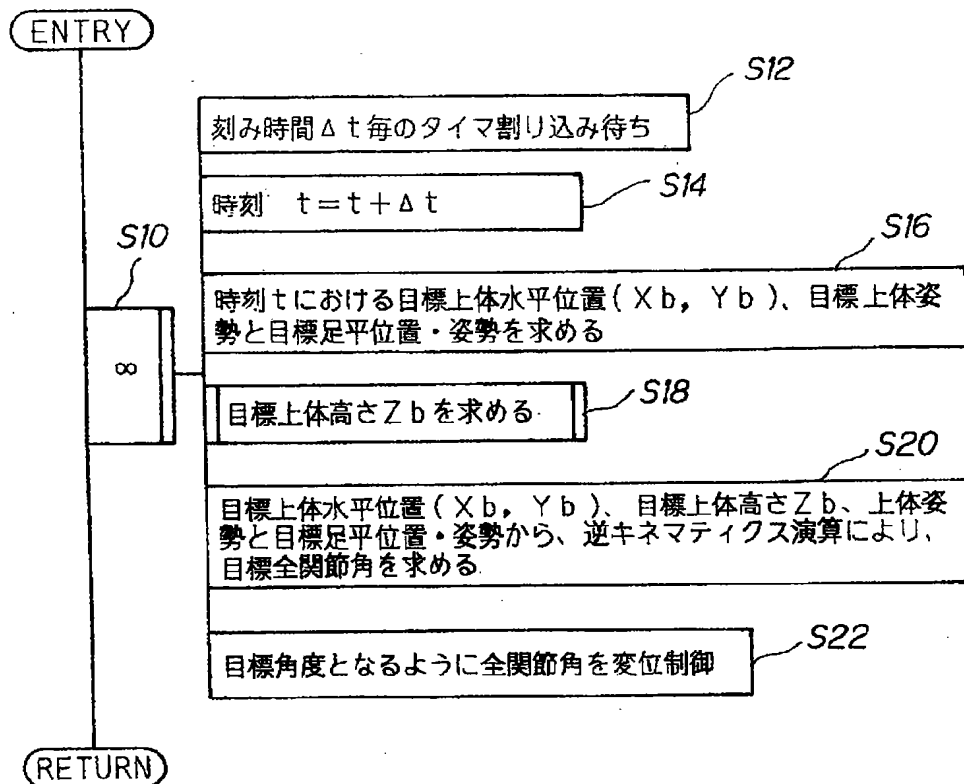 ENTRY
S12
刻み時間Δt毎のタイマ割り込み待ち
S14
時刻　t=t+Δt
S10
S16
時刻tにおける目標上体水平位置(Xb, Yb)、目標上体姿
勢と目標足平位置・姿勢を求める
∞
S18
目標上体高さZbを求める
S20
目標上体水平位置(Xb, Yb)、目標上体高さZb、上体姿
勢と目標足平位置・姿勢から、逆キネマティクス演算により、
目標全関節角を求める
S22
目標角度となるように全関節角を変位制御
RETURN